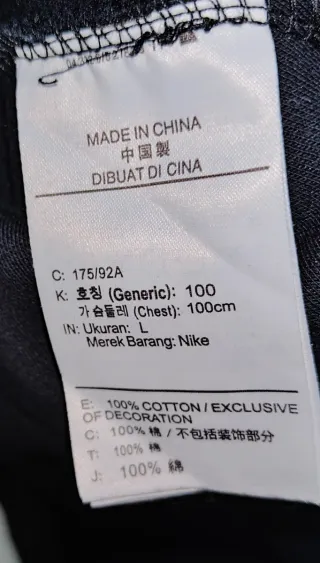 MADE IN CHINA
中國製
DIBUAT DI CINA
C: 175/92A
K: 호칭 (Generic): 100
가슴둘레 (Chest): 100cm
IN: Ukuran: L
Merek Barang: Nike
E: 100% COTTON / EXCLUSIVE
OF DECORATION
C: 100% 棉 / 不包括装饰部分
T: 100% 棉
J: 100% 綿